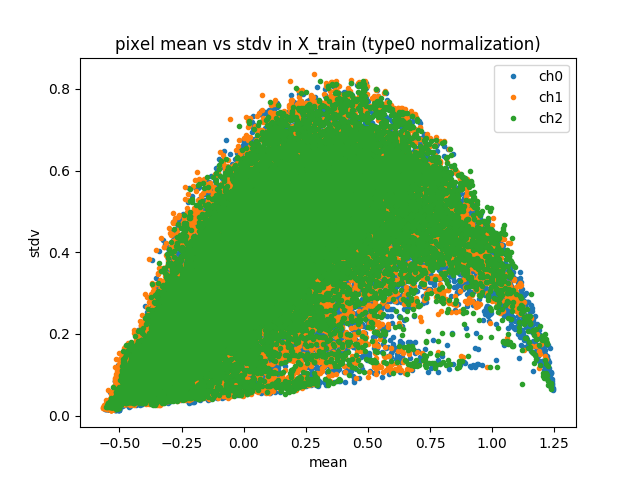 pixel mean vs stdv in X_train (type0 normalization)
ch0
ch1
ch2
0.8
0.6
0.4
0.2
0.0
stdv
−0.50 −0.25 0.00 0.25 0.50 0.75 1.00 1.25
mean